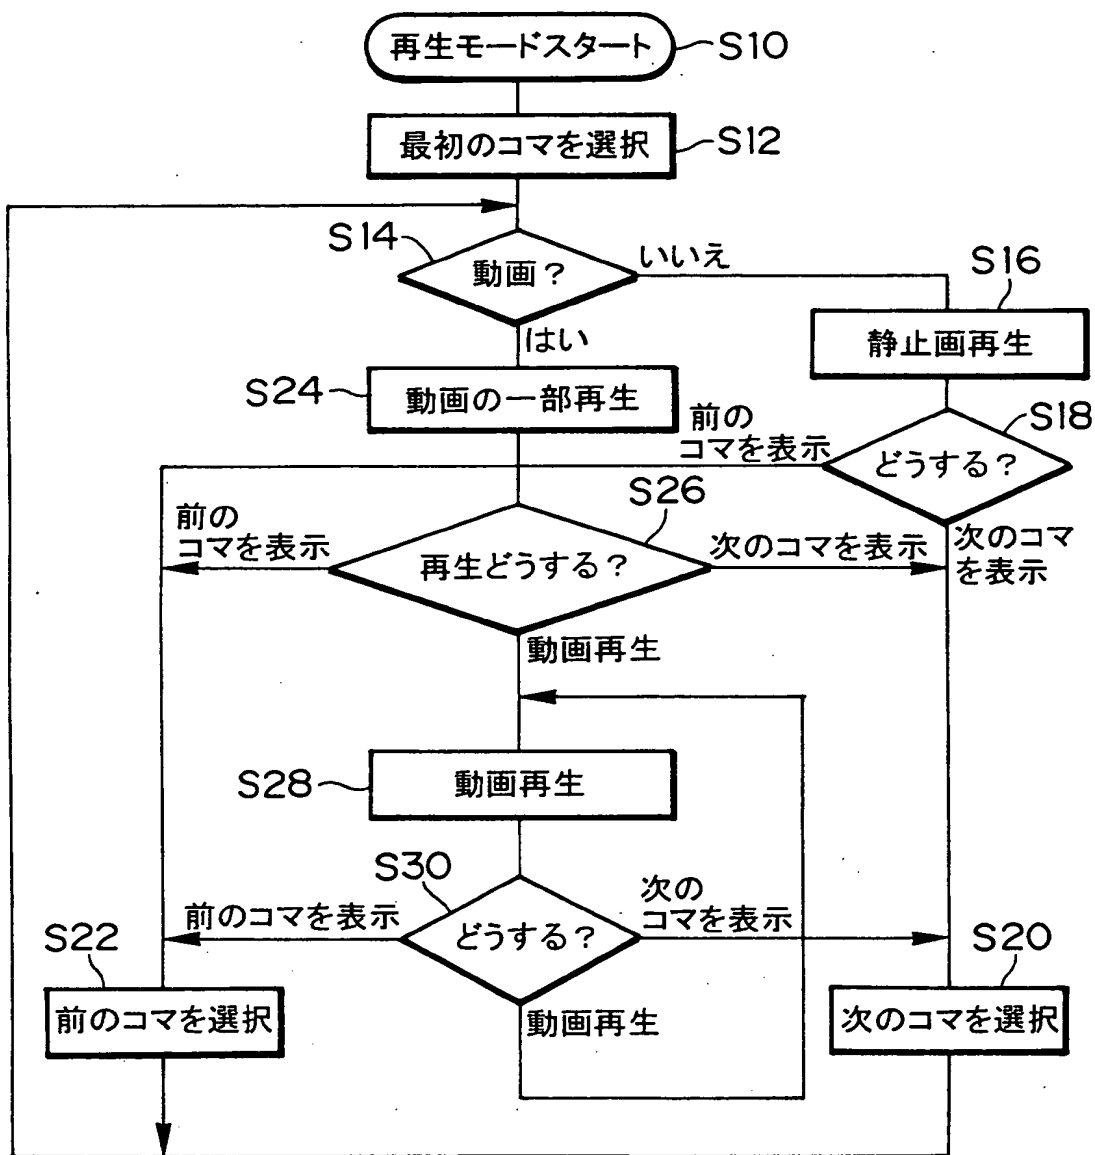 再生モードスタート
S10
最初のコマを選択
S12
S14
動画？
いいえ
はい
S16
静止画再生
S24
動画の一部再生
前の
コマを表示
S18
どうする？
S26
前の
コマを表示
再生どうする？
次のコマを表示
次のコマ
を表示
動画再生
S28
動画再生
S30
前のコマを表示
どうする？
次の
コマを表示
動画再生
S22
前のコマを選択
S20
次のコマを選択